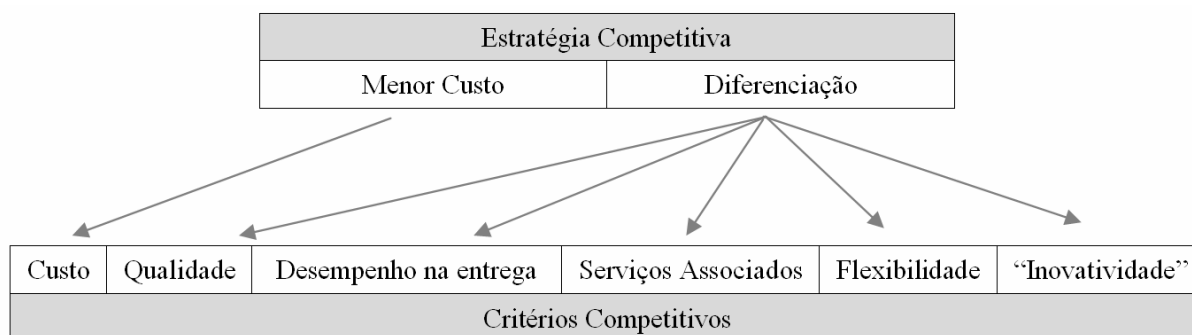 Estratégia Competitiva
Menor Custo Diferenciação
Custo Qualidade Desempenho na entrega Serviços Associados Flexibilidade “Inovatividade”
Critérios Competitivos